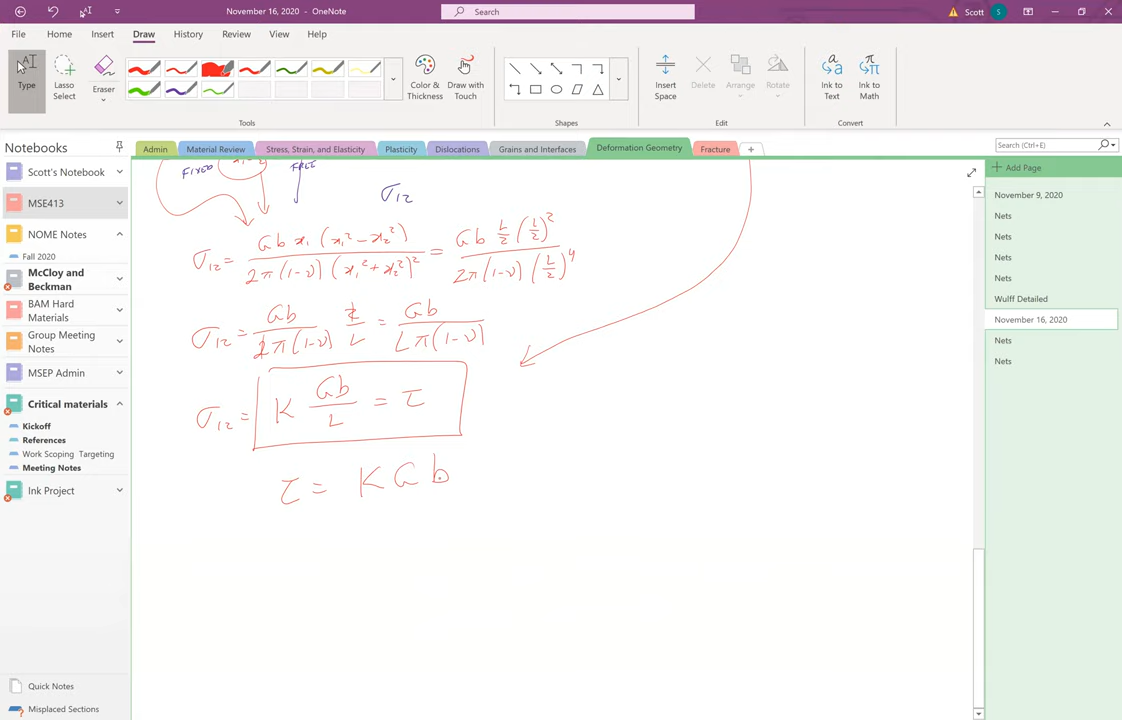 November 16, 2020 - OneNote
Search
Scott
S
File
Home
Insert
Draw
History
Review
View
Help
Type
Lasso
Select
Eraser
Color &
Thickness
Draw with
Touch
Insert
Space
Delete
Arrange
Rotate
Ink to
Text
Ink to
Math
Tools
Shapes
Edit
Convert
Notebooks
Admin
Material Review
Stress, Strain, and Elasticity
Plasticity
Dislocations
Grains and Interfaces
Deformation Geometry
Fracture
Search (Ctrl+E)
Scott's Notebook
MSE413
NOME Notes
Fall 2020
McCloy and
Beckman
BAM Hard
Materials
Group Meeting
Notes
MSEP Admin
Critical materials
Kickoff
References
Work Scoping Targeting
Meeting Notes
Ink Project
Quick Notes
Misplaced Sections
FIXED
FREE
σ12
σ12 = Gb x1 (x1² - x2²) / 2π(1-ν) (x1² + x2²)² = Gb L/2 (L/2)² / 2π(1-ν) (L/2)⁴
σ12 = Gb / 2π(1-ν) 2/L = Gb / Lπ(1-ν)
σ12 = K Gb / L = τ
τ = K G b
Add Page
November 9, 2020
Nets
Nets
Nets
Nets
Wulff Detailed
November 16, 2020
Nets
Nets